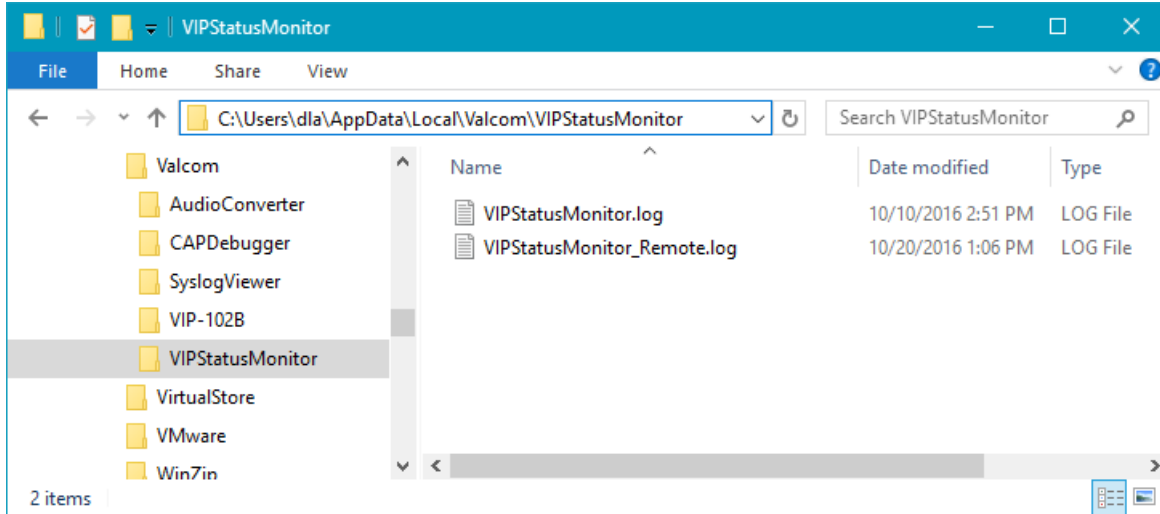 VIPStatusMonitor
File Home Share View
C:\Users\dla\AppData\Local\Valcom\VIPStatusMonitor Search VIPStatusMonitor
Valcom
AudioConverter
CAPDebugger
SyslogViewer
VIP-102B
VIPStatusMonitor
VirtualStore
VMware
WinZip
Name Date modified Type
VIPStatusMonitor.log 10/10/2016 2:51 PM LOG File
VIPStatusMonitor_Remote.log 10/20/2016 1:06 PM LOG File
2 items